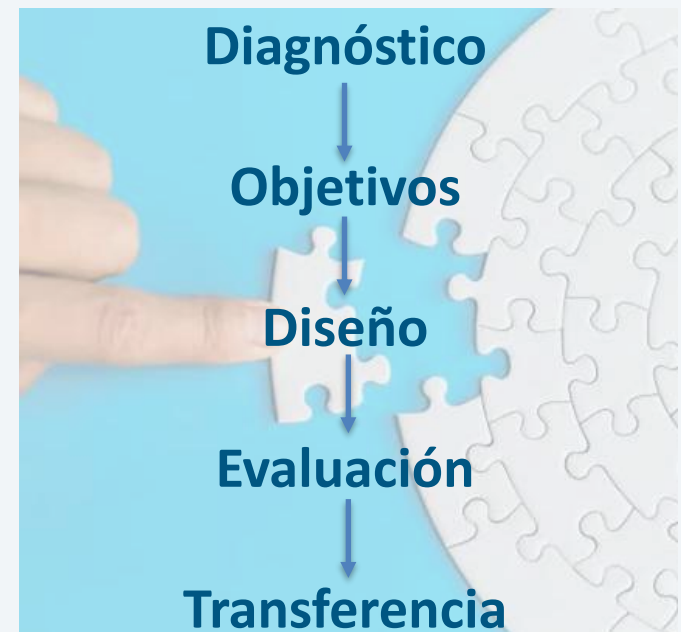 Diagnóstico
Objetivos
Diseño
Evaluación
Transferencia